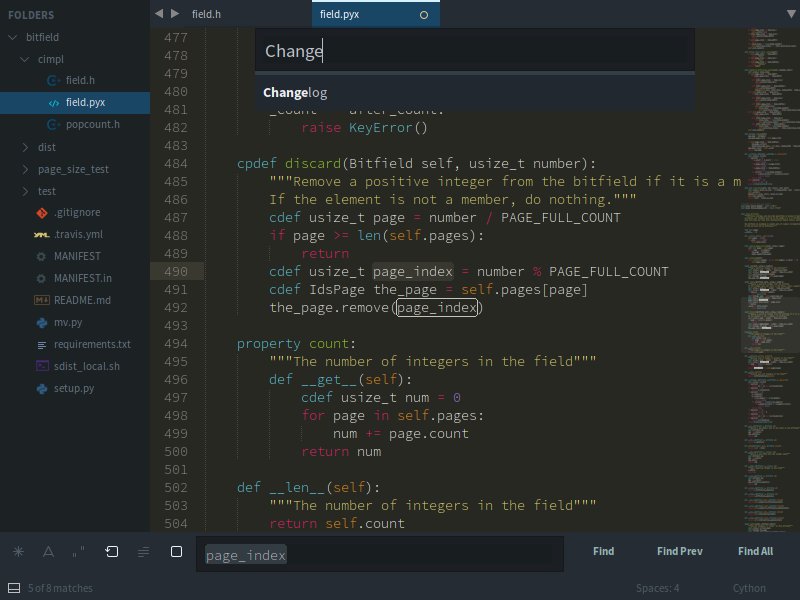 FOLDERS
bitfield
cimpl
field.h
field.pyx
popcount.h
dist
page_size_test
test
.gitignore
.travis.yml
MANIFEST
MANIFEST.in
README.md
mv.py
requirements.txt
sdist_local.sh
setup.py
field.h
field.pyx
Change
Changelog
477
478
479
480
481
482 raise KeyError()
483
484 cpdef discard(Bitfield self, usize_t number):
485 """Remove a positive integer from the bitfield if it is a m
486 If the element is not a member, do nothing."""
487 cdef usize_t page = number / PAGE_FULL_COUNT
488 if page >= len(self.pages):
489 return
490 cdef usize_t page_index = number % PAGE_FULL_COUNT
491 cdef IdsPage the_page = self.pages[page]
492 the_page.remove(page_index)
493
494 property count:
495 """The number of integers in the field"""
496 def __get__(self):
497 cdef usize_t num = 0
498 for page in self.pages:
499 num += page.count
500 return num
501
502 def __len__(self):
503 """The number of integers in the field"""
504 return self.count
page_index
Find
Find Prev
Find All
5 of 8 matches
Spaces: 4
Cython